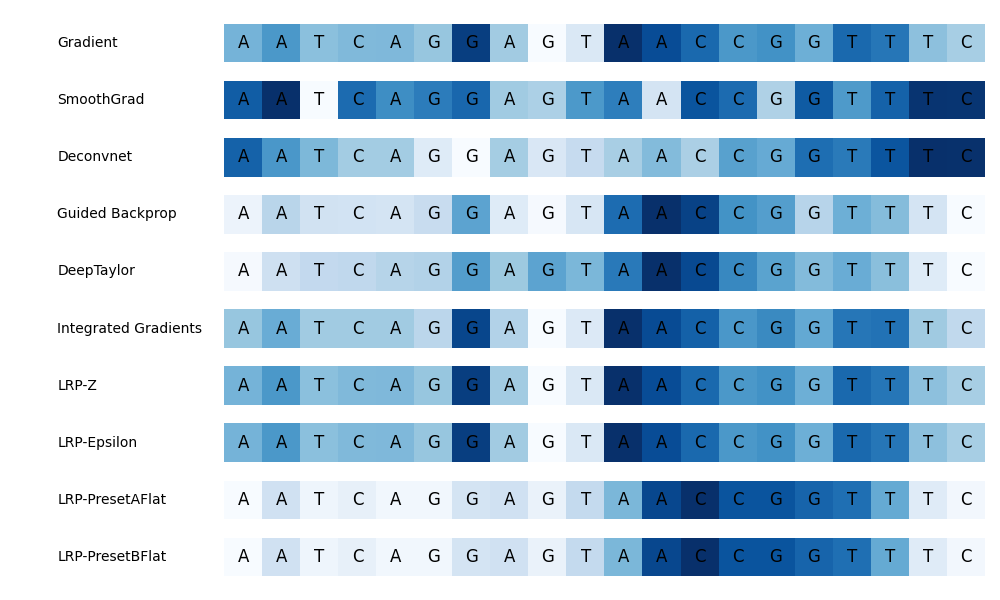 Gradient A A T C A G G A G T A A C C G G T T T C
SmoothGrad A A T C A G G A G T A A C C G G T T T C
Deconvnet A A T C A G G A G T A A C C G G T T T C
Guided Backprop A A T C A G G A G T A A C C G G T T T C
DeepTaylor A A T C A G G A G T A A C C G G T T T C
Integrated Gradients A A T C A G G A G T A A C C G G T T T C
LRP-Z A A T C A G G A G T A A C C G G T T T C
LRP-Epsilon A A T C A G G A G T A A C C G G T T T C
LRP-PresetAFlat A A T C A G G A G T A A C C G G T T T C
LRP-PresetBFlat A A T C A G G A G T A A C C G G T T T C